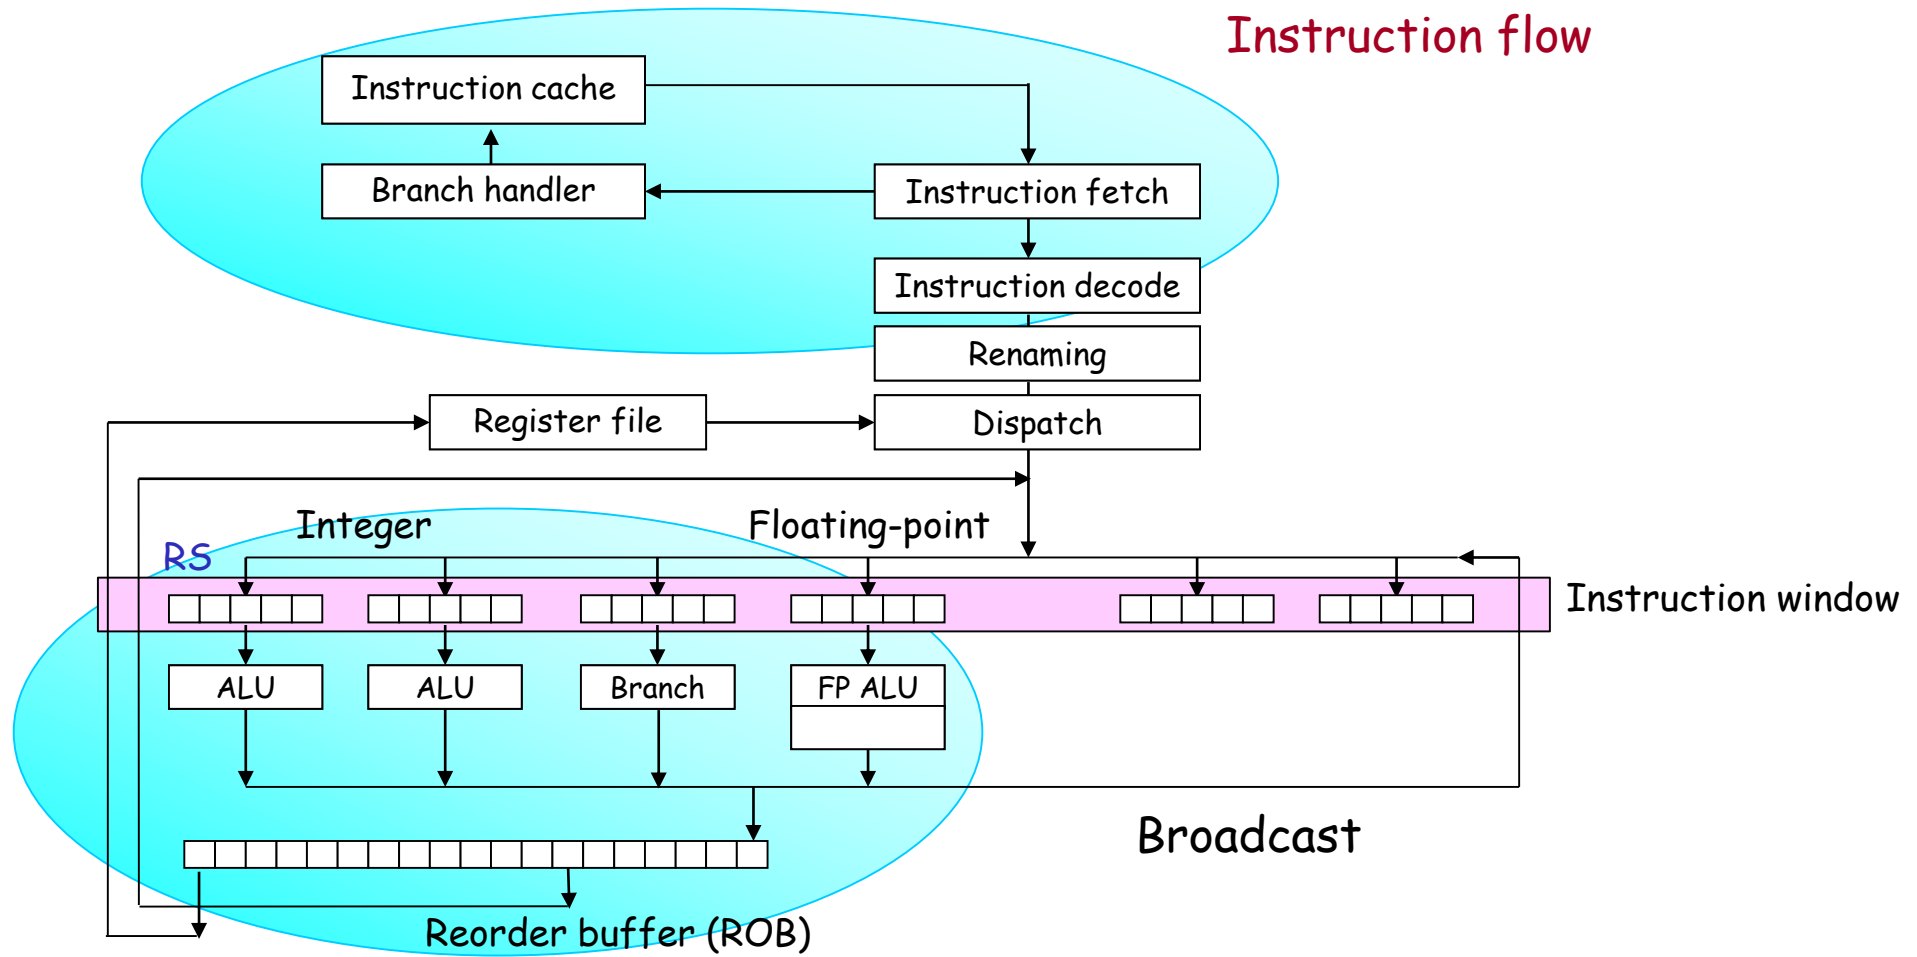 Instruction flow
Instruction cache
Branch handler
Instruction fetch
Instruction decode
Renaming
Register file
Dispatch
Integer
Floating-point
RS
Instruction window
ALU
ALU
Branch
FP ALU
Broadcast
Reorder buffer (ROB)